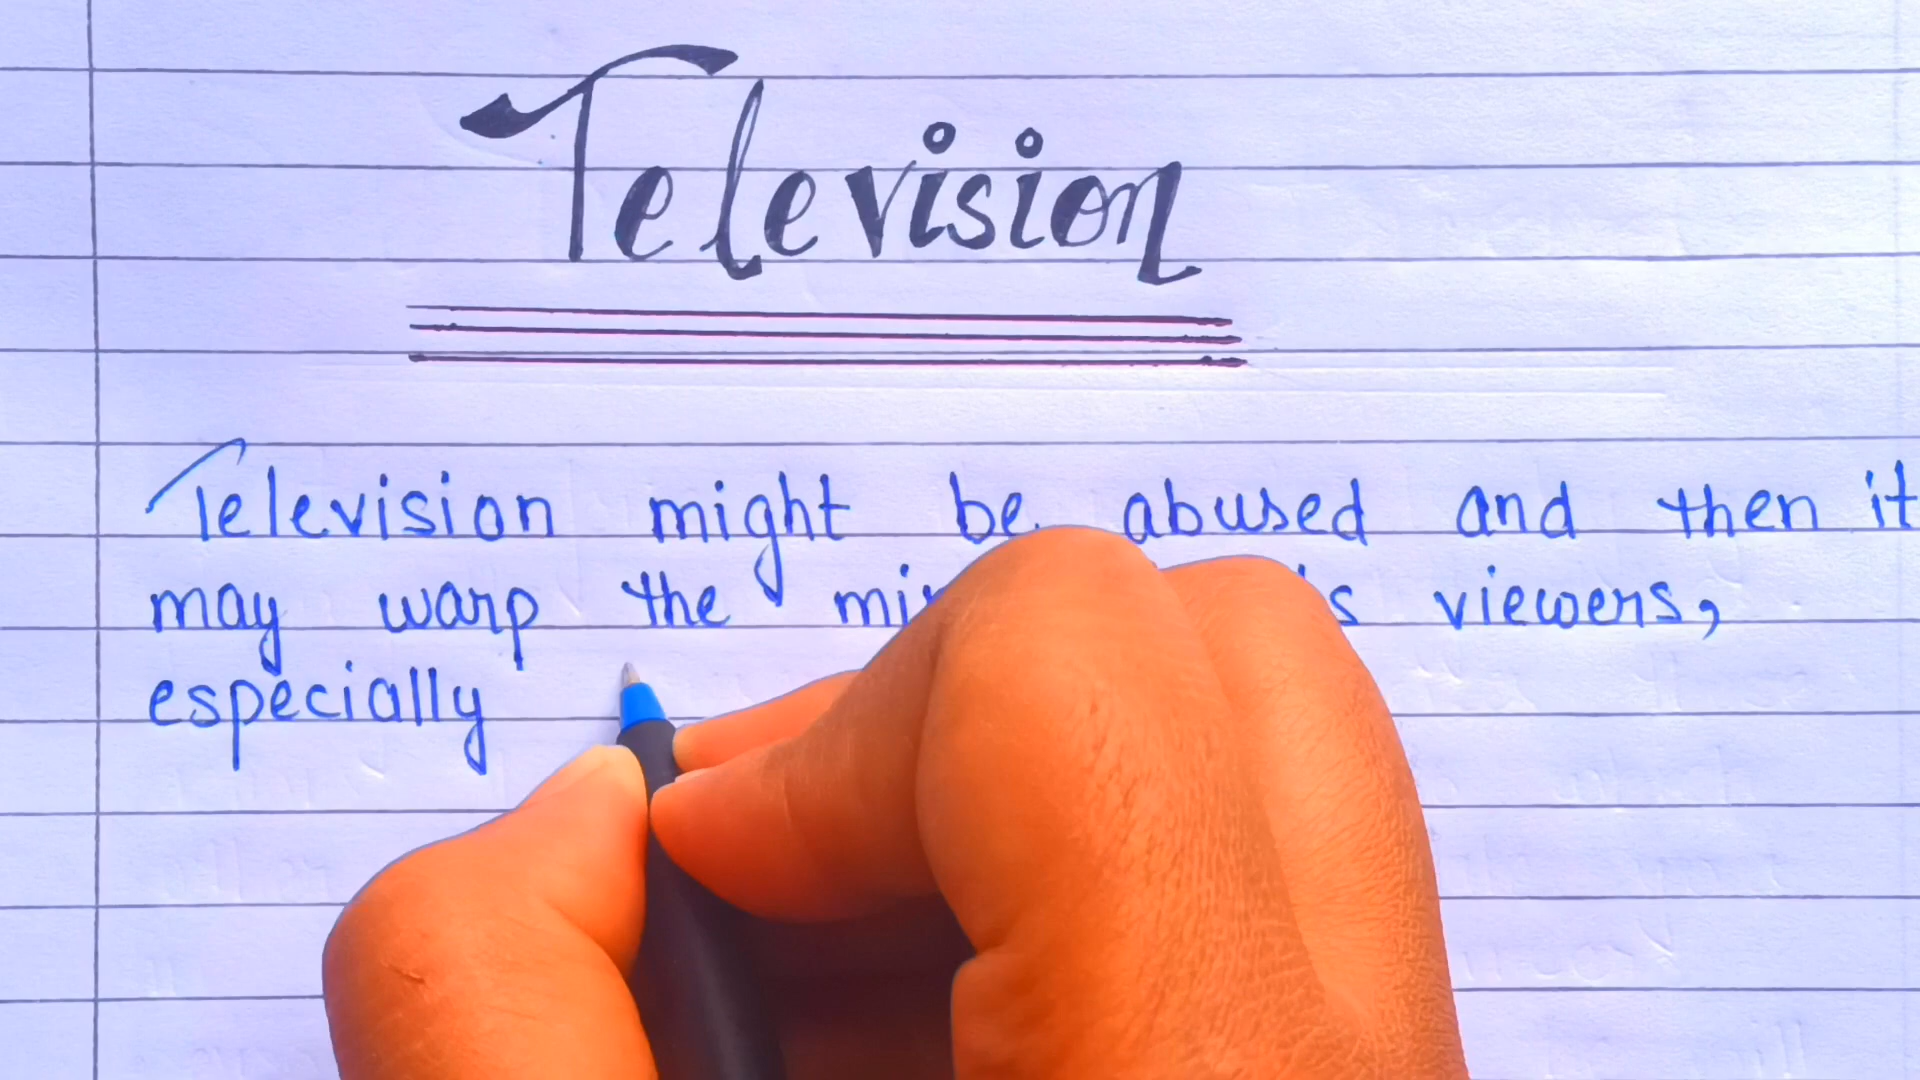 Television
Television might be abused and then it
may warp the viewers,
especially